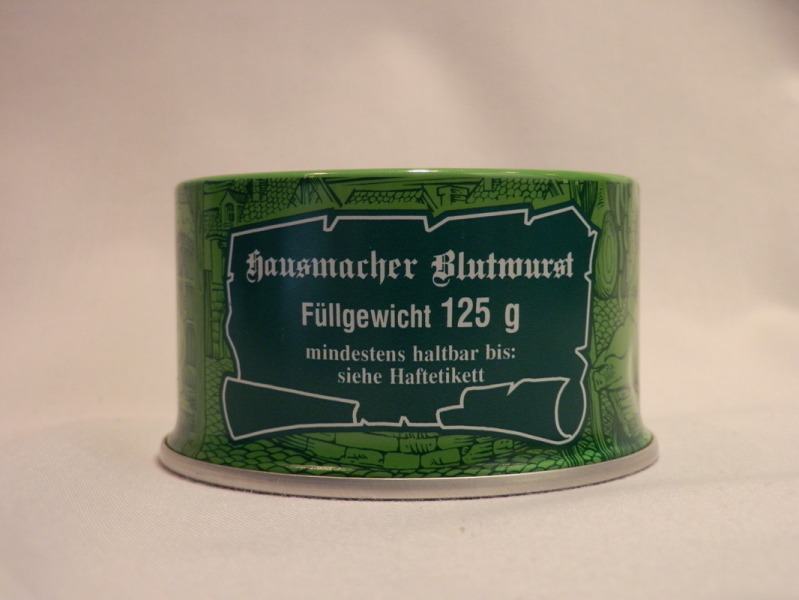 Hausmacher Blutwurst
Füllgewicht 125 g
mindestens haltbar bis:
siehe Haftetikett